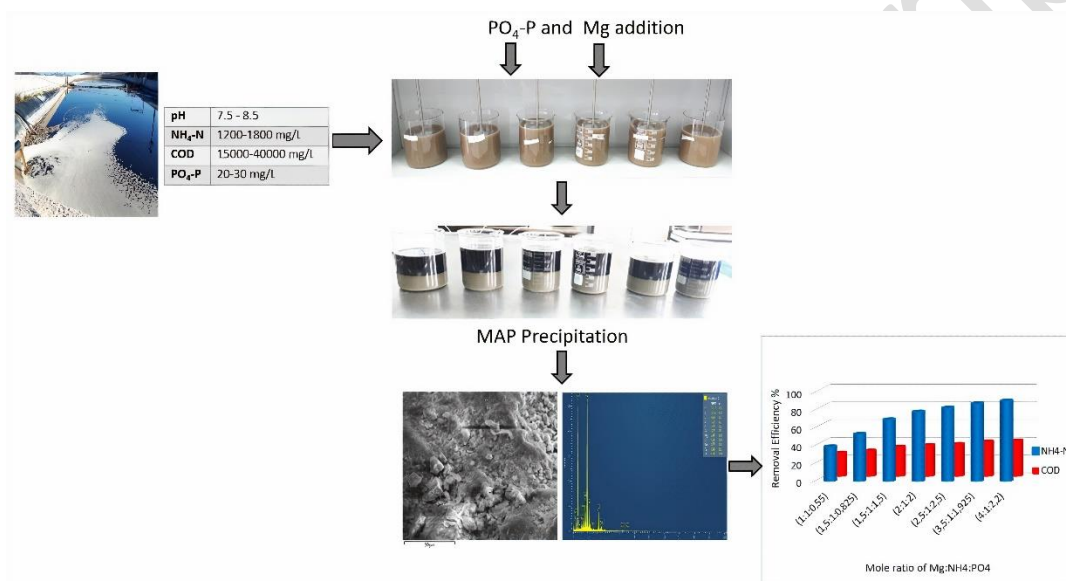 PO₄-P and Mg addition
pH 7.5 - 8.5
NH₄-N 1200-1800 mg/l
COD 15000-40000 mg/l
PO₄-P 20-30 mg/l
MAP Precipitation
Removal Efficiency %
100
80
60
40
20
0
NH4-N
COD
(1:1:0,55)
(1,5:1:0,825)
(1.5:1:1,5)
(2:1:2)
(2.5:1:2,5)
(3,5:1:1,925)
(4:1:2,2)
Mole ratio of Mg:NH4:PO4